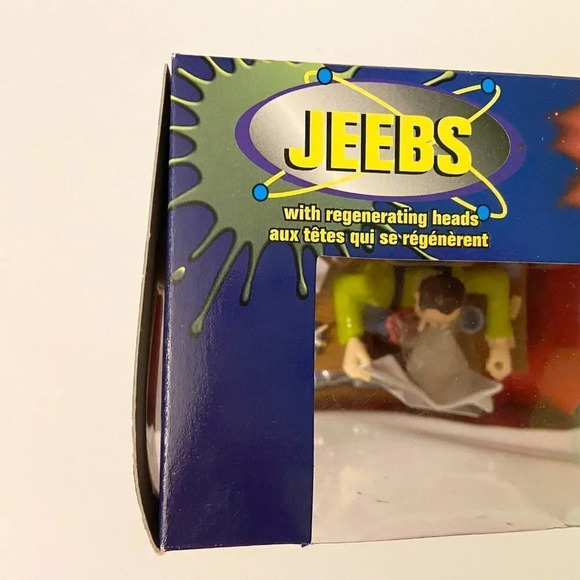 JEEBS
with regenerating heads
aux têtes qui se régénèrent